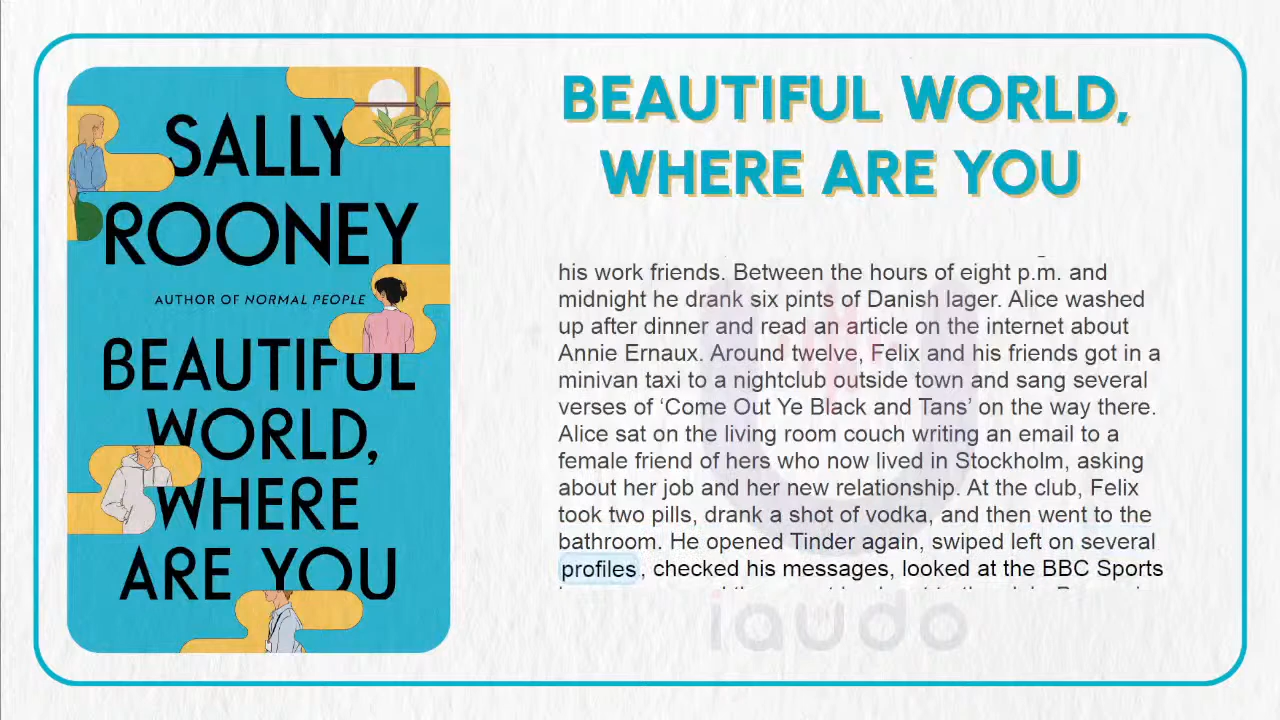 SALLY
ROONEY
AUTHOR OF NORMAL PEOPLE
BEAUTIFUL
WORLD,
WHERE
ARE YOU
BEAUTIFUL WORLD,
WHERE ARE YOU
his work friends. Between the hours of eight p.m. and
midnight he drank six pints of Danish lager. Alice washed
up after dinner and read an article on the internet about
Annie Ernaux. Around twelve, Felix and his friends got in a
minivan taxi to a nightclub outside town and sang several
verses of ‘Come Out Ye Black and Tans’ on the way there.
Alice sat on the living room couch writing an email to a
female friend of hers who now lived in Stockholm, asking
about her job and her new relationship. At the club, Felix
took two pills, drank a shot of vodka, and then went to the
bathroom. He opened Tinder again, swiped left on several
profiles, checked his messages, looked at the BBC Sports
iaudo